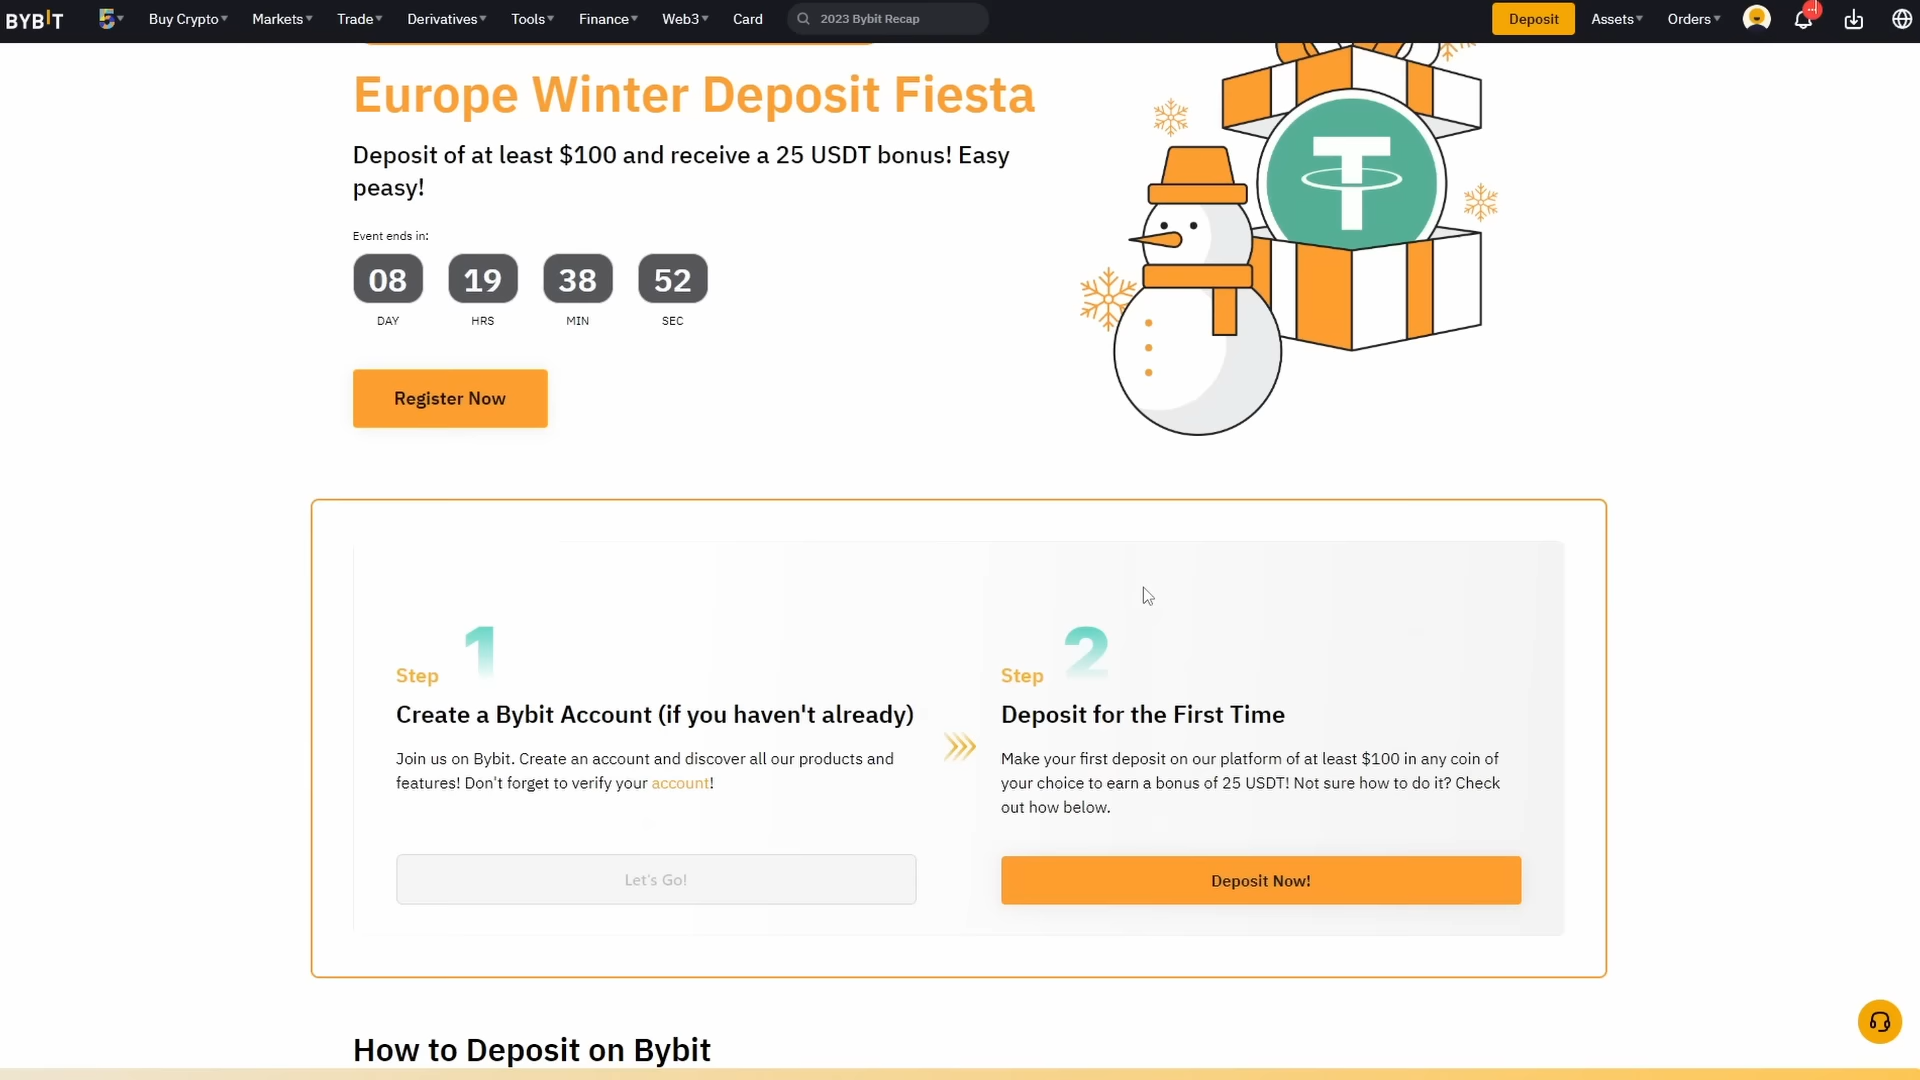 BYBIT Buy Crypto Markets Trade Derivatives Tools Finance Web3 Card 2023 Bybit Recap Deposit Assets Orders
Europe Winter Deposit Fiesta
Deposit of at least $100 and receive a 25 USDT bonus! Easy
peasy!
Event ends in:
08 19 38 52
DAY HRS MIN SEC
Register Now
Step 1
Create a Bybit Account (if you haven't already)
Join us on Bybit. Create an account and discover all our products and
features! Don't forget to verify your account!
Let's Go!
Step 2
Deposit for the First Time
Make your first deposit on our platform of at least $100 in any coin of
your choice to earn a bonus of 25 USDT! Not sure how to do it? Check
out how below.
Deposit Now!
How to Deposit on Bybit